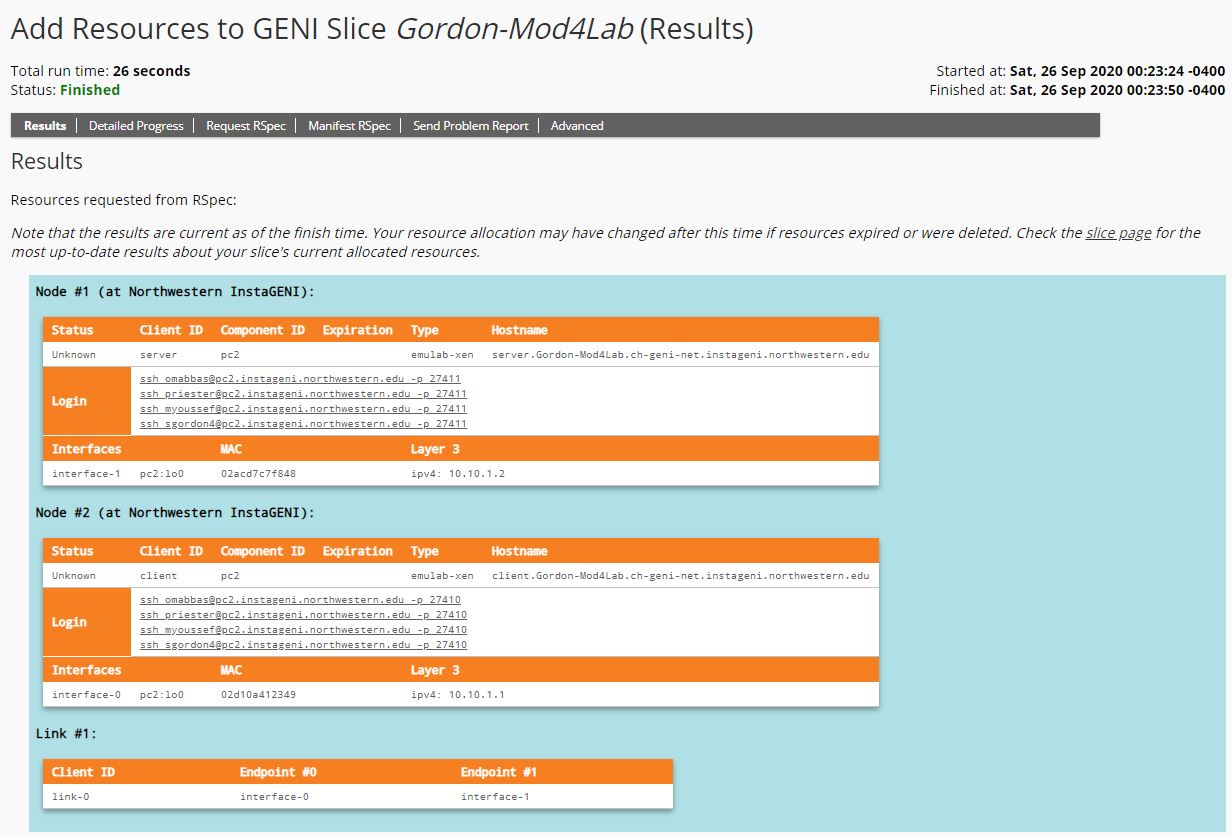 Add Resources to GENI Slice Gordon-Mod4Lab (Results)
Total run time: 26 seconds
Started at: Sat, 26 Sep 2020 00:23:24 -0400
Status: Finished
Finished at: Sat, 26 Sep 2020 00:23:50 -0400
Results Detailed Progress Request RSpec Manifest RSpec Send Problem Report Advanced
Results
Resources requested from RSpec:
Note that the results are current as of the finish time. Your resource allocation may have changed after this time if resources expired or were deleted. Check the slice page for the
most up-to-date results about your slice's current allocated resources.
Node #1 (at Northwestern InstaGENI):
Status Client ID Component ID Expiration Type Hostname
Unknown server pc2 emulab-xen server.Gordon-Mod4Lab.ch-geni-net.instageni.northwestern.edu
Login
ssh omabbas@pc2.instageni.northwestern.edu -p 27411
ssh priester@pc2.instageni.northwestern.edu -p 27411
ssh myoussef@pc2.instageni.northwestern.edu -p 27411
ssh sgordon4@pc2.instageni.northwestern.edu -p 27411
Interfaces MAC Layer 3
interface-1 pc2:lo0 02acd7c7f848 ipv4: 10.10.1.2
Node #2 (at Northwestern InstaGENI):
Status Client ID Component ID Expiration Type Hostname
Unknown client pc2 emulab-xen client.Gordon-Mod4Lab.ch-geni-net.instageni.northwestern.edu
Login
ssh omabbas@pc2.instageni.northwestern.edu -p 27410
ssh priester@pc2.instageni.northwestern.edu -p 27410
ssh myoussef@pc2.instageni.northwestern.edu -p 27410
ssh sgordon4@pc2.instageni.northwestern.edu -p 27410
Interfaces MAC Layer 3
interface-0 pc2:lo0 02d10a412349 ipv4: 10.10.1.1
Link #1:
Client ID Endpoint #0 Endpoint #1
link-0 interface-0 interface-1